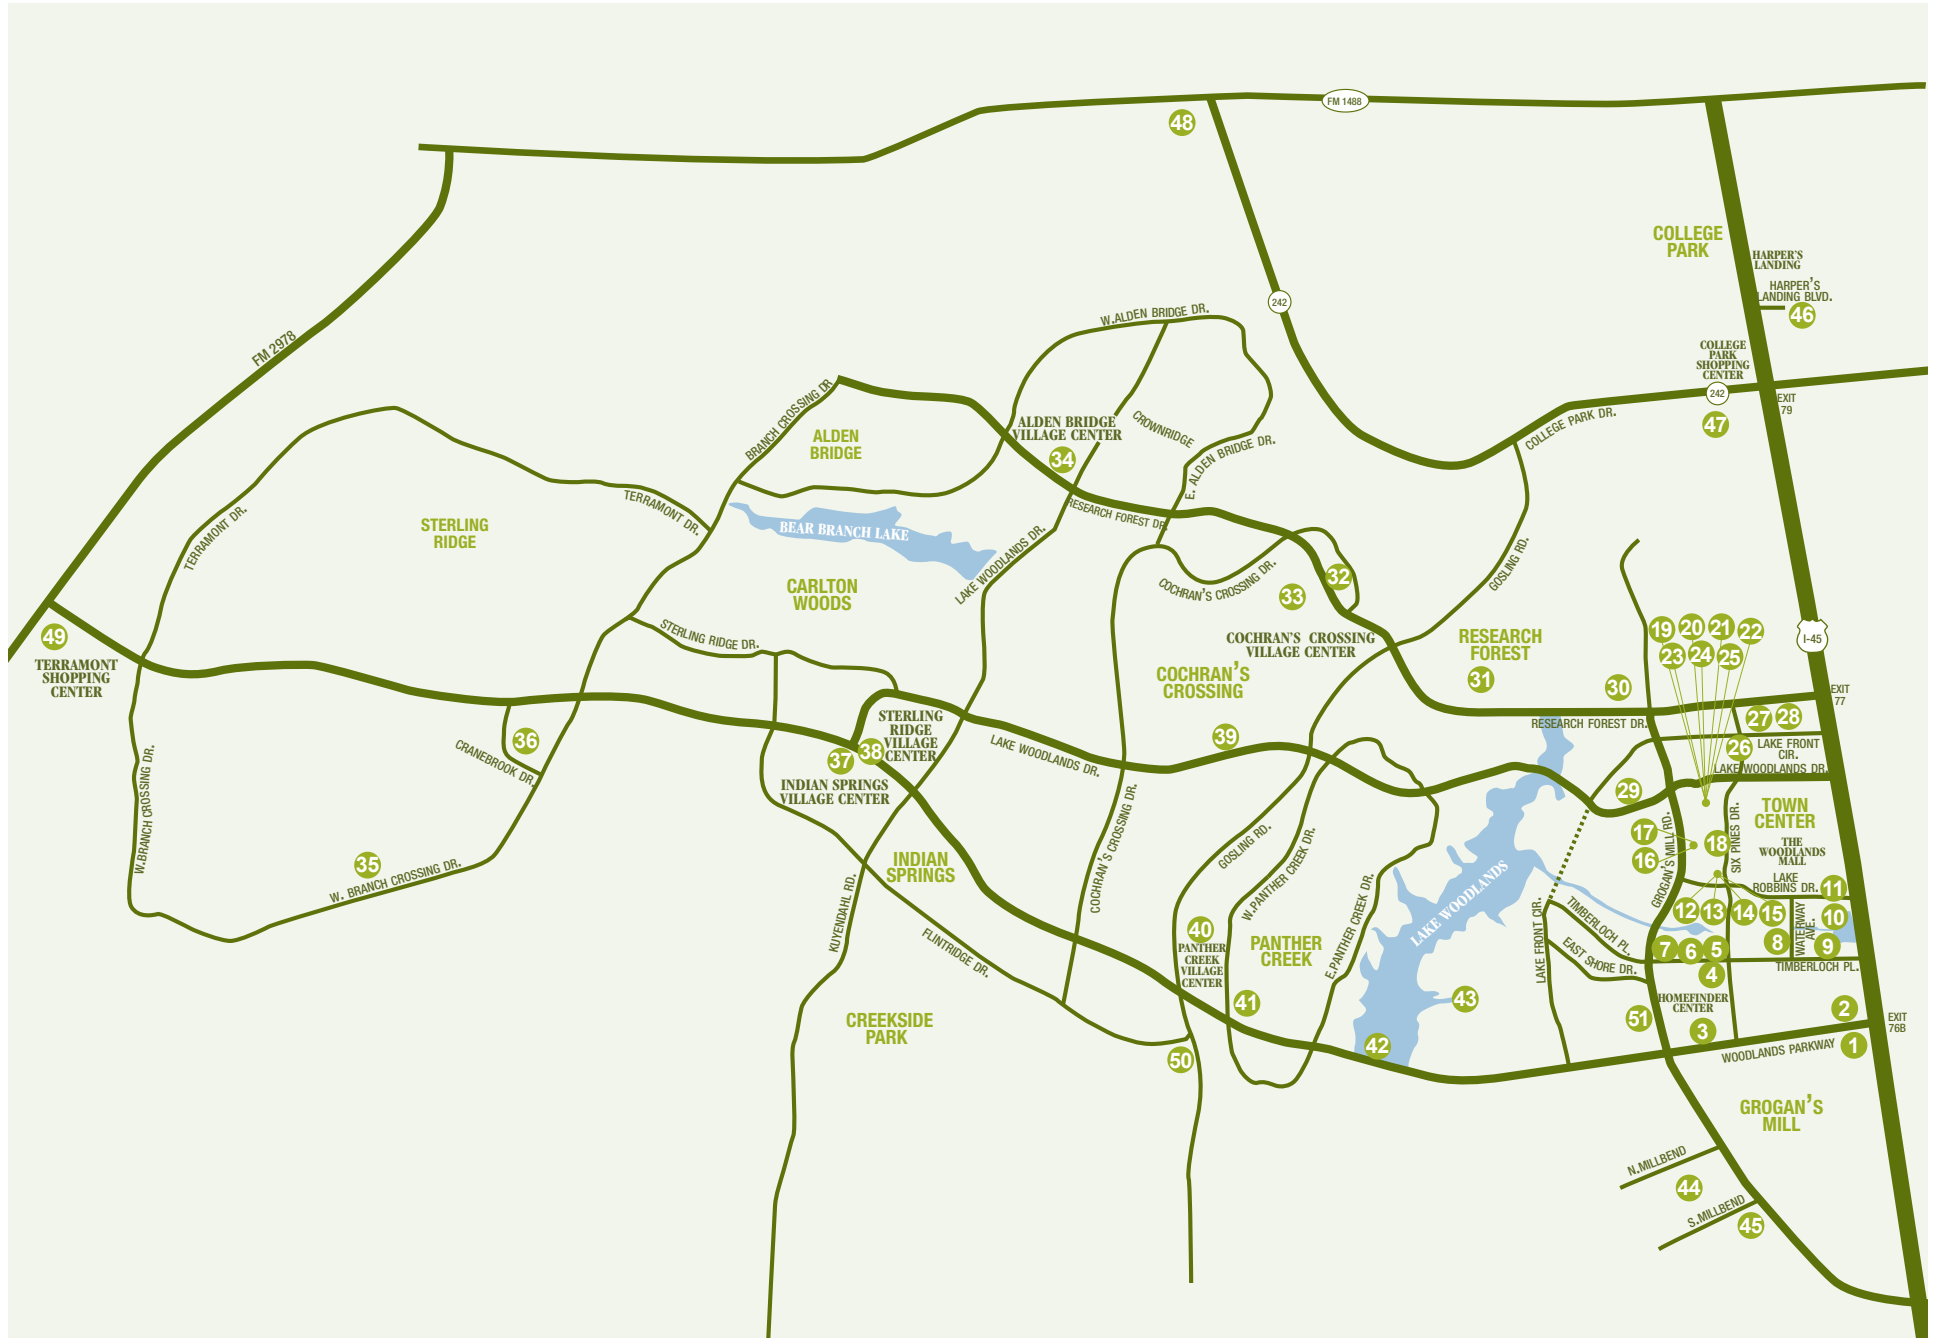 FM 1488
48
COLLEGE
PARK
HARPER'S
LANDING
HARPER'S
LANDING BLVD.
46
242
W.ALDEN BRIDGE DR.
FM 2978
COLLEGE
PARK
SHOPPING
CENTER
242
EXIT
79
47
COLLEGE PARK DR.
BRANCH CROSSING DR
ALDEN
BRIDGE
ALDEN BRIDGE
VILLAGE CENTER
34
CROWNRIDGE
E. ALDEN BRIDGE DR.
TERRAMONT DR.
STERLING
RIDGE
TERRAMONT DR.
BEAR BRANCH LAKE
RESEARCH FOREST DR.
LAKE WOODLANDS DR.
CARLTON
WOODS
COCHRAN'S CROSSING DR.
32
33
GOSLING RD.
49
TERRAMONT
SHOPPING
CENTER
STERLING RIDGE DR.
COCHRAN'S CROSSING
VILLAGE CENTER
RESEARCH
FOREST
31
30
19
20
21
22
23
24
25
I-45
COCHRAN'S
CROSSING
EXIT
77
RESEARCH FOREST DR.
27
28
26
LAKE FRONT
CIR.
LAKE WOODLANDS DR.
STERLING
RIDGE
VILLAGE
CENTER
37
38
39
LAKE WOODLANDS DR.
36
CRANEBROOK DR.
INDIAN SPRINGS
VILLAGE CENTER
W.BRANCH CROSSING DR.
35
W. BRANCH CROSSING DR.
INDIAN
SPRINGS
KUYENDAHL RD.
FLINTRIDGE DR.
COCHRAN'S CROSSING DR.
GOSLING RD.
W.PANTHER CREEK DR.
E.PANTHER CREEK DR.
LAKE WOODLANDS
29
GROGAN'S MILL RD.
SIX PINES DR.
TOWN
CENTER
THE
WOODLANDS
MALL
17
16
18
LAKE
ROBBINS DR.
11
12
13
14
15
10
WATERWAY
AVE.
8
9
7
6
5
4
TIMBERLOCH PL.
TIMBERLOCH PL.
EAST SHORE DR.
LAKE FRONT CIR.
40
PANTHER
CREEK
VILLAGE
CENTER
PANTHER
CREEK
41
43
42
51
HOMEFINDER
CENTER
3
2
1
EXIT
76B
WOODLANDS PARKWAY
CREEKSIDE
PARK
50
GROGAN'S
MILL
N.MILLBEND
44
S.MILLBEND
45